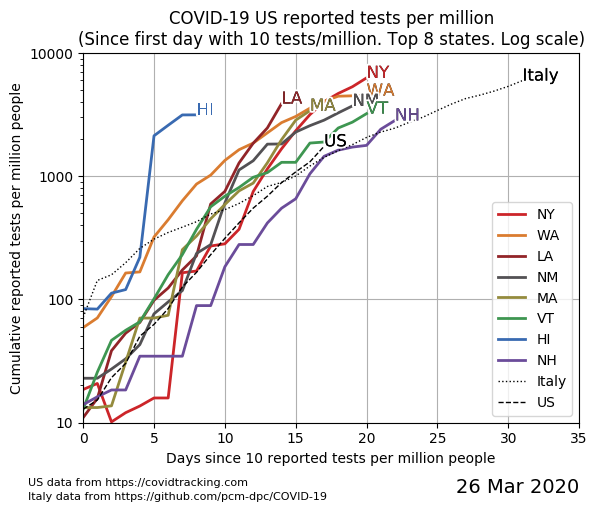 COVID-19 US reported tests per million
(Since first day with 10 tests/million. Top 8 states. Log scale)
Cumulative reported tests per million people
10000
1000
100
10
NY
Italy
WA
LA
NM
MA
VT
HI
NH
US
NY
WA
LA
NM
MA
VT
HI
NH
Italy
US
0
5
10
15
20
25
30
35
Days since 10 reported tests per million people
US data from https://covidtracking.com
Italy data from https://github.com/pcm-dpc/COVID-19
26 Mar 2020